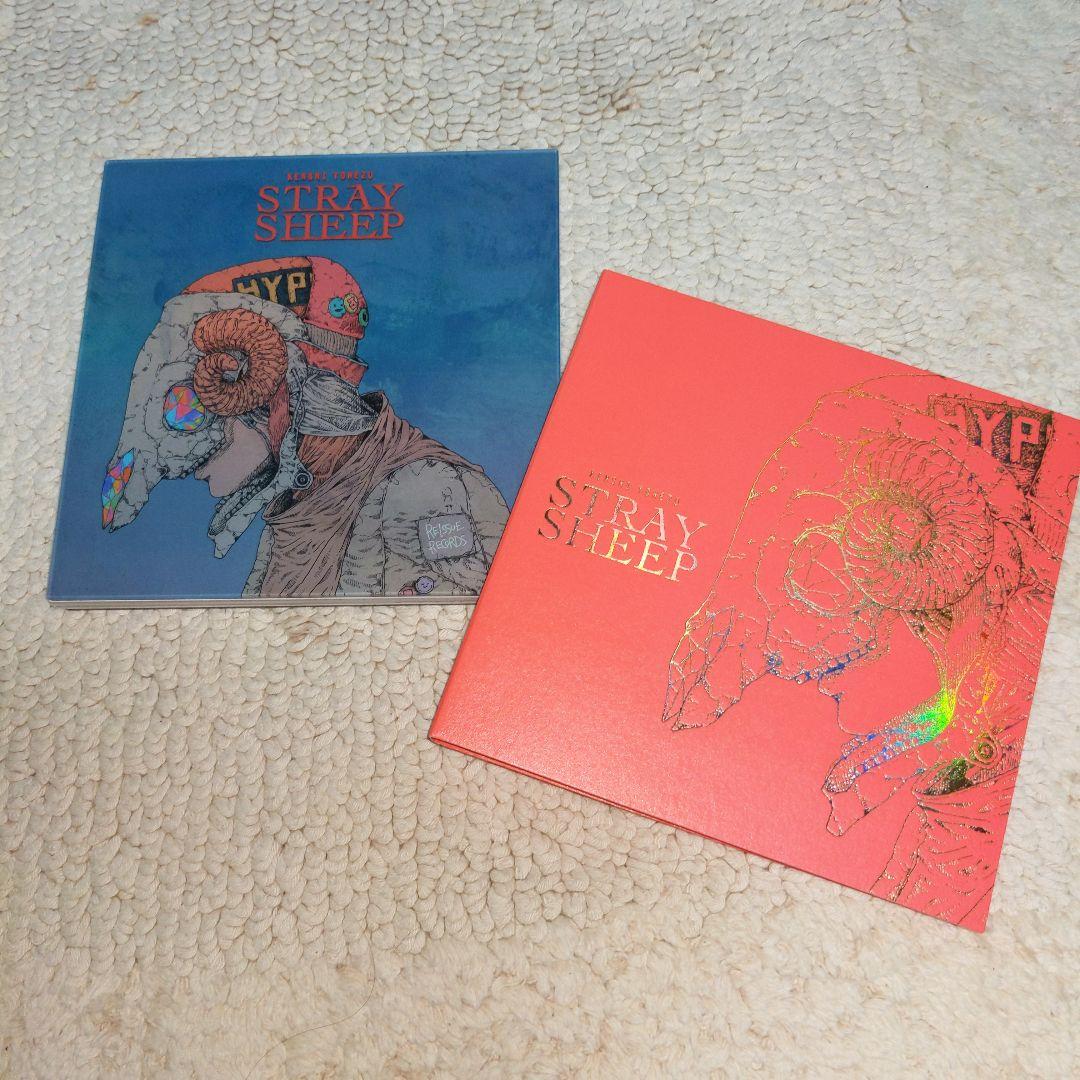 KENSHI YONEZU
STRAY
SHEEP
HYP
REISSUE
RECORDS
KENSHI YONEZU
STRAY
SHEEP
HYP